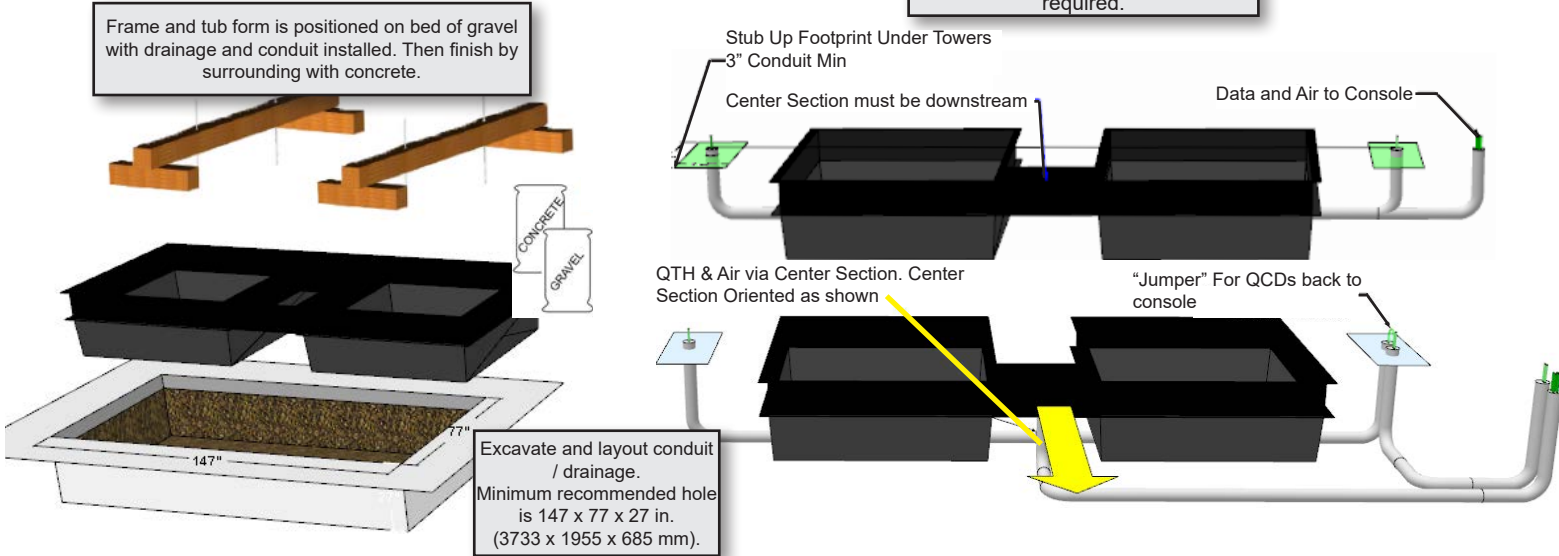 required.
Frame and tub form is positioned on bed of gravel
with drainage and conduit installed. Then finish by
surrounding with concrete.
Stub Up Footprint Under Towers
3” Conduit Min
Center Section must be downstream
Data and Air to Console
CONCRETE
GRAVEL
QTH & Air via Center Section. Center
Section Oriented as shown
“Jumper” For QCDs back to
console
77"
147"
Excavate and layout conduit
/ drainage.
Minimum recommended hole
is 147 x 77 x 27 in.
(3733 x 1955 x 685 mm).